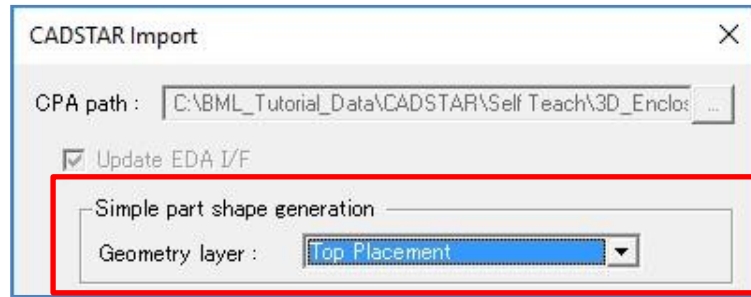 CADSTAR Import
CPA path : C:\BML_Tutorial_Data\CADSTAR\Self Teach\3D_Enclos ...
Update EDA I/F
Simple part shape generation
Geometry layer : Top Placement